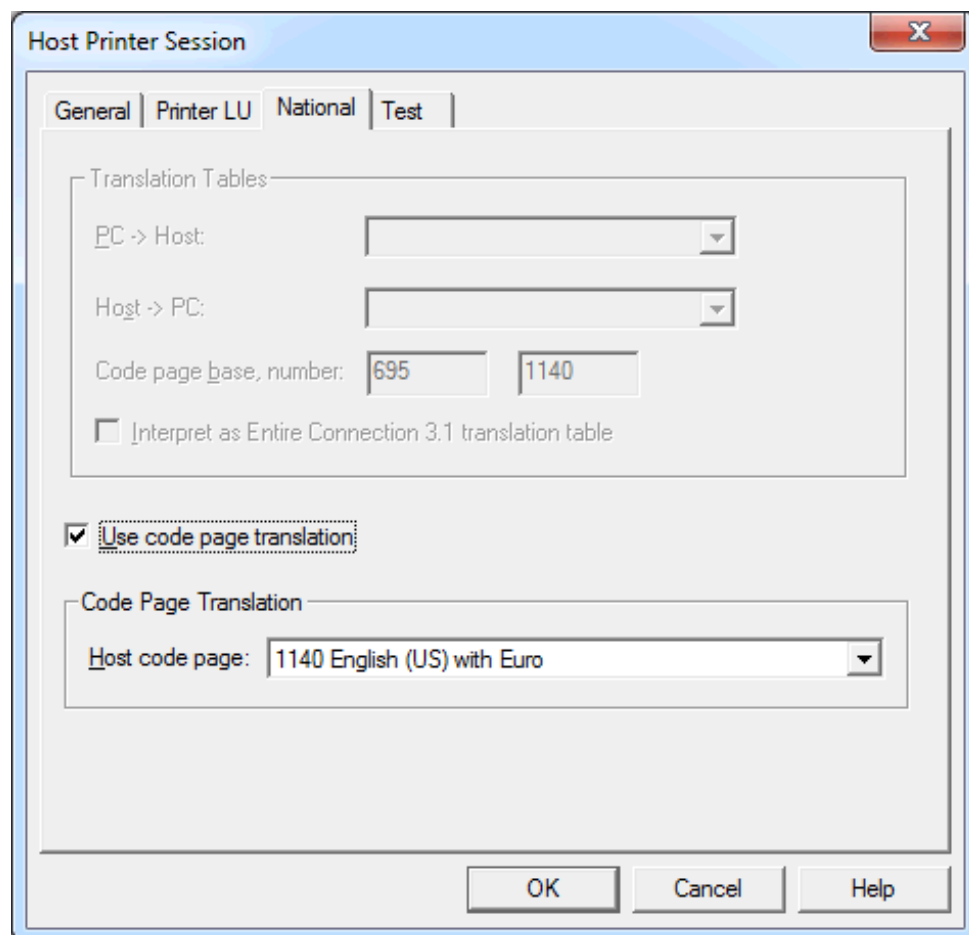 Host Printer Session
General Printer LU National Test
Translation Tables
PC -> Host:
Host -> PC:
Code page base, number: 695 1140
Interpret as Entire Connection 3.1 translation table
Use code page translation
Code Page Translation
Host code page: 1140 English (US) with Euro
OK Cancel Help